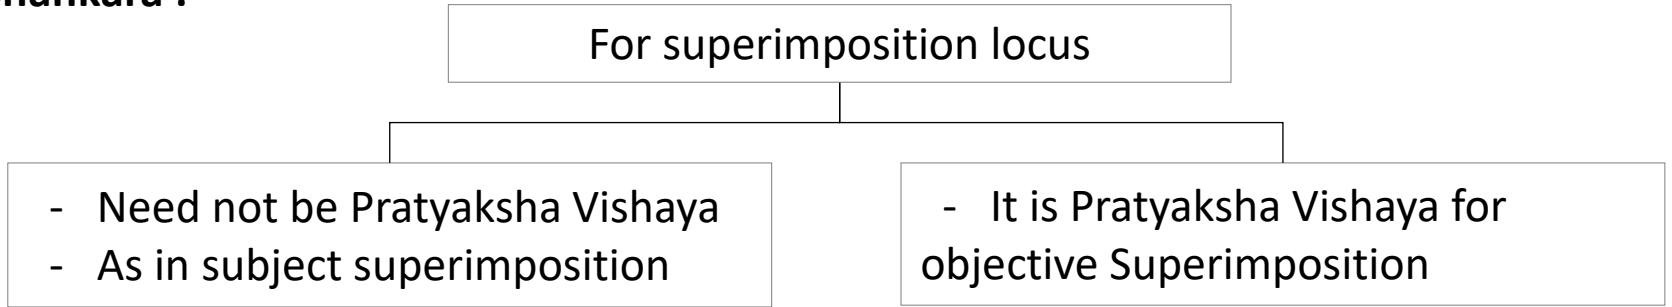 For superimposition locus
- Need not be Pratyaksha Vishaya
- As in subject superimposition
- It is Pratyaksha Vishaya for
objective Superimposition